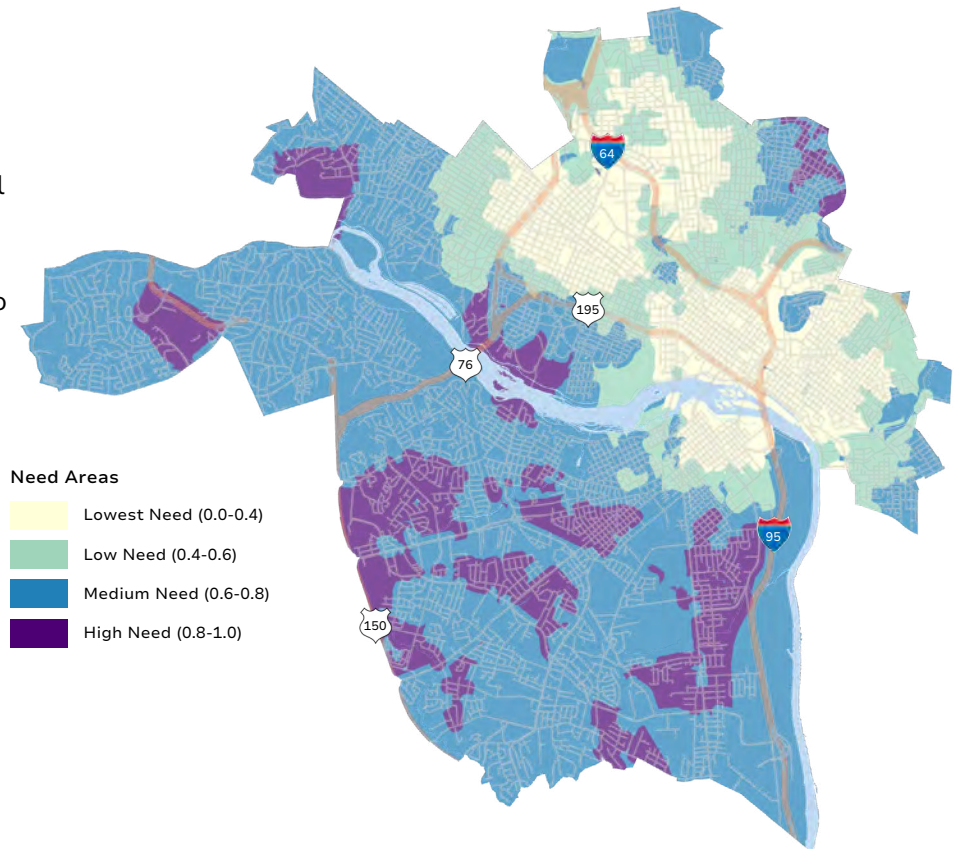 64
195
76
Need Areas
Lowest Need (0.0-0.4)
Low Need (0.4-0.6)
Medium Need (0.6-0.8)
High Need (0.8-1.0)
95
150